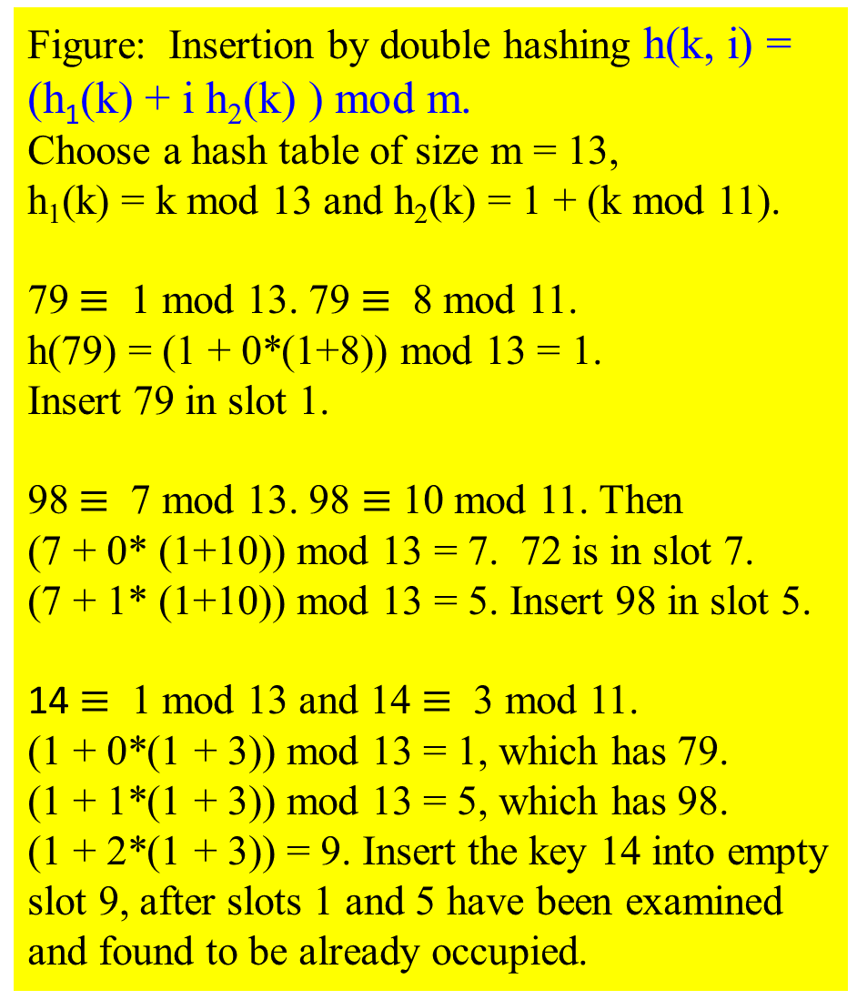 Figure:  Insertion by double hashing h(k, i) =
(h₁(k) + i h₂(k) ) mod m.
Choose a hash table of size m = 13,
h₁(k) = k mod 13 and h₂(k) = 1 + (k mod 11).
79 ≡  1 mod 13. 79 ≡  8 mod 11.
h(79) = (1 + 0*(1+8)) mod 13 = 1.
Insert 79 in slot 1.
98 ≡  7 mod 13. 98 ≡ 10 mod 11. Then
(7 + 0* (1+10)) mod 13 = 7.  72 is in slot 7.
(7 + 1* (1+10)) mod 13 = 5. Insert 98 in slot 5.
14 ≡  1 mod 13 and 14 ≡  3 mod 11.
(1 + 0*(1 + 3)) mod 13 = 1, which has 79.
(1 + 1*(1 + 3)) mod 13 = 5, which has 98.
(1 + 2*(1 + 3)) = 9. Insert the key 14 into empty
slot 9, after slots 1 and 5 have been examined
and found to be already occupied.